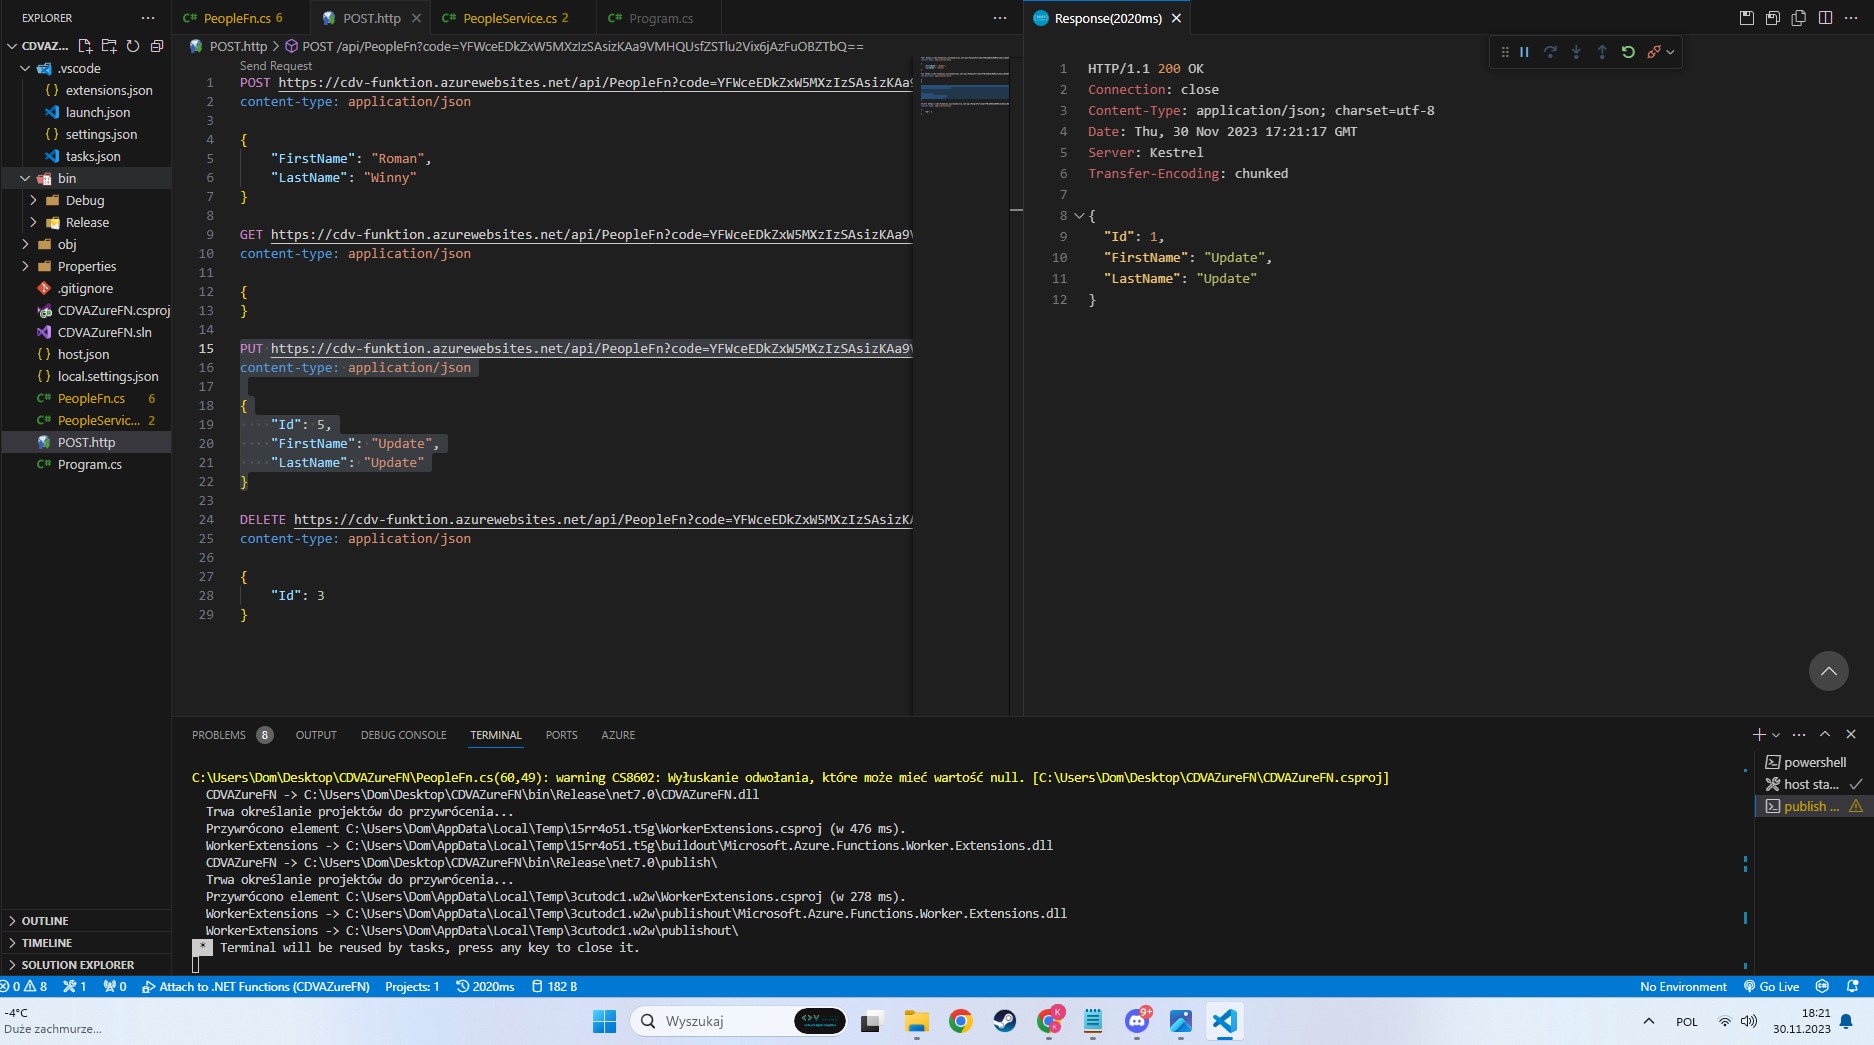 EXPLORER
CDVAZ...
.vscode
extensions.json
launch.json
settings.json
tasks.json
bin
Debug
Release
obj
Properties
.gitignore
CDVAZureFN.csproj
CDVAZureFN.sln
host.json
local.settings.json
PeopleFn.cs 6
PeopleServic... 2
POST.http
Program.cs
OUTLINE
TIMELINE
SOLUTION EXPLORER
PeopleFn.cs 6
POST.http
PeopleService.cs 2
Program.cs
POST.http > POST /api/PeopleFn?code=YFWceEDkZxW5MXzIzSAsizKAa9VMHQUsfZSTlu2Vix6jAzFuOBZTbQ==
Send Request
1 POST https://cdv-funktion.azurewebsites.net/api/PeopleFn?code=YFWceEDkZxW5MXzIzSAsizKAa9
2 content-type: application/json
3
4 {
5 "FirstName": "Roman",
6 "LastName": "Winny"
7 }
8
9 GET https://cdv-funktion.azurewebsites.net/api/PeopleFn?code=YFWceEDkZxW5MXzIzSAsizKAa9
10 content-type: application/json
11
12 {
13 }
14
15 PUT https://cdv-funktion.azurewebsites.net/api/PeopleFn?code=YFWceEDkZxW5MXzIzSAsizKAa9
16 content-type: application/json
17
18 {
19 "Id": 5,
20 "FirstName": "Update",
21 "LastName": "Update"
22 }
23
24 DELETE https://cdv-funktion.azurewebsites.net/api/PeopleFn?code=YFWceEDkZxW5MXzIzSAsizK
25 content-type: application/json
26
27 {
28 "Id": 3
29 }
Response(2020ms)
1 HTTP/1.1 200 OK
2 Connection: close
3 Content-Type: application/json; charset=utf-8
4 Date: Thu, 30 Nov 2023 17:21:17 GMT
5 Server: Kestrel
6 Transfer-Encoding: chunked
7
8 {
9 "Id": 1,
10 "FirstName": "Update",
11 "LastName": "Update"
12 }
PROBLEMS 8 OUTPUT DEBUG CONSOLE TERMINAL PORTS AZURE
C:\Users\Dom\Desktop\CDVAZureFN\PeopleFn.cs(60,49): warning CS8602: Wyłuskanie odwołania, które może mieć wartość null. [C:\Users\Dom\Desktop\CDVAZureFN\CDVAZureFN.csproj]
CDVAZureFN -> C:\Users\Dom\Desktop\CDVAZureFN\bin\Release\net7.0\CDVAZureFN.dll
Trwa określanie projektów do przywrócenia...
Przywrócono element C:\Users\Dom\AppData\Local\Temp\15rr4o51.t5g\WorkerExtensions.csproj (w 476 ms).
WorkerExtensions -> C:\Users\Dom\AppData\Local\Temp\15rr4o51.t5g\buildout\Microsoft.Azure.Functions.Worker.Extensions.dll
CDVAZureFN -> C:\Users\Dom\Desktop\CDVAZureFN\bin\Release\net7.0\publish\
Trwa określanie projektów do przywrócenia...
Przywrócono element C:\Users\Dom\AppData\Local\Temp\3cutodc1.w2w\WorkerExtensions.csproj (w 278 ms).
WorkerExtensions -> C:\Users\Dom\AppData\Local\Temp\3cutodc1.w2w\publishout\Microsoft.Azure.Functions.Worker.Extensions.dll
WorkerExtensions -> C:\Users\Dom\AppData\Local\Temp\3cutodc1.w2w\publishout\
* Terminal will be reused by tasks, press any key to close it.
powershell
host sta...
publish ...
0 8 1 0 Attach to .NET Functions (CDVAZureFN) Projects: 1 2020ms 182 B No Environment Go Live
-4°C
Duże zachmurze...
Wyszukaj
K
K
9+
POL
18:21
30.11.2023